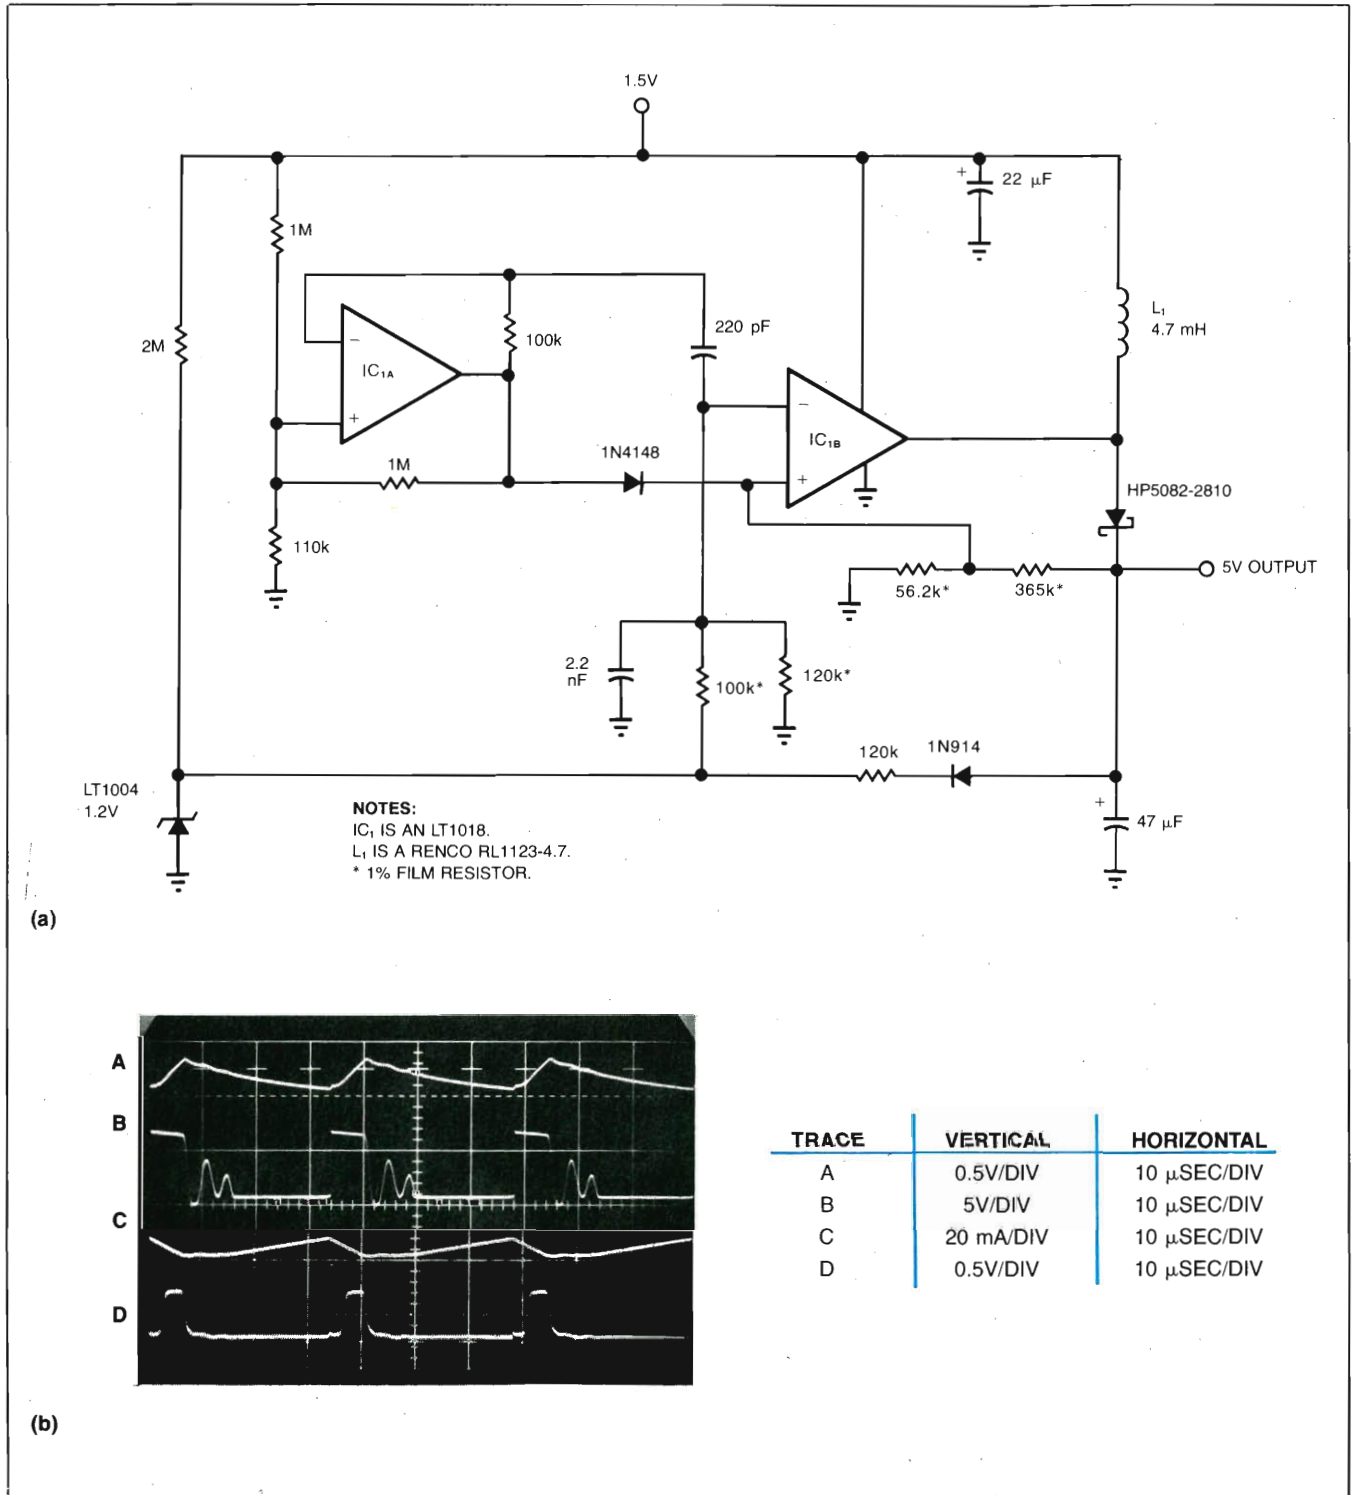 1.5V
+
22 μF
1M
L₁
4.7 mH
220 pF
100k
2M
−
IC₁A
+
−
IC₁B
+
1N4148
1M
HP5082-2810
110k
5V OUTPUT
56.2k*
365k*
2.2
nF
100k*
120k*
120k
1N914
LT1004
1.2V
+
47 μF
NOTES:
IC₁ IS AN LT1018.
L₁ IS A RENCO RL1123-4.7.
* 1% FILM RESISTOR.
(a)
A
B
C
D
TRACE VERTICAL HORIZONTAL
A 0.5V/DIV 10 μSEC/DIV
B 5V/DIV 10 μSEC/DIV
C 20 mA/DIV 10 μSEC/DIV
D 0.5V/DIV 10 μSEC/DIV
(b)